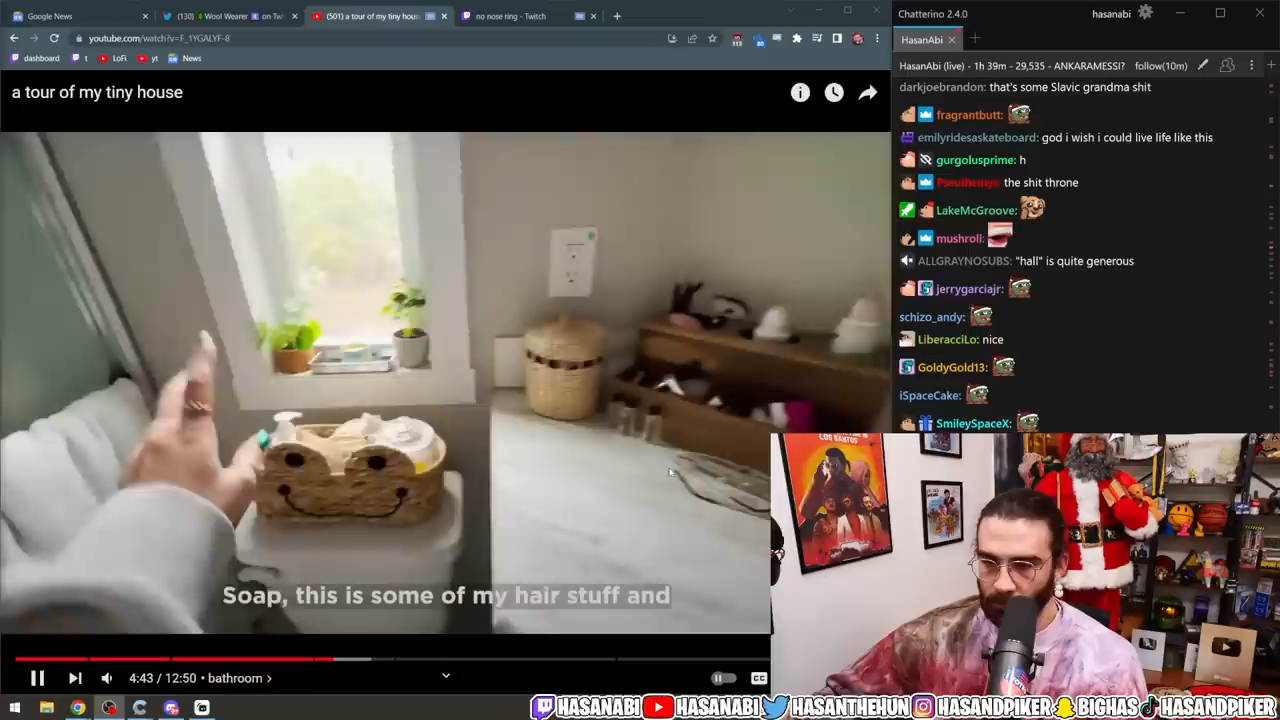 Google News
(130) Wool Wearer on Twit
(501) a tour of my tiny hous
no nose ring - Twitch
youtube.com/watch?v=F_1YGALYF-8
113
dashboard
t
LoFi
yt
News
a tour of my tiny house
Soap, this is some of my hair stuff and
4:43 / 12:50 • bathroom
CC
Chatterino 2.4.0
hasanabi
HasanAbi
HasanAbi (live) - 1h 39m - 29,535 - ANKARAMESSI?
follow(10m)
darkjoebrandon: that's some Slavic grandma shit
fragrantbutt:
emilyridesaskateboard: god i wish i could live life like this
gurgolusprime: h
the shit throne
LakeMcGroove:
mushroll:
ALLGRAYNOSUBS: "hall" is quite generous
jerrygarciajr:
schizo_andy:
LiberacciLo: nice
GoldyGold13:
iSpaceCake:
SmileySpaceX:
LOS SANTOS
HASANABI
HASANABI
HASANTHEHUN
HASANDPIKER
BIGHAS
HASANDPIKER